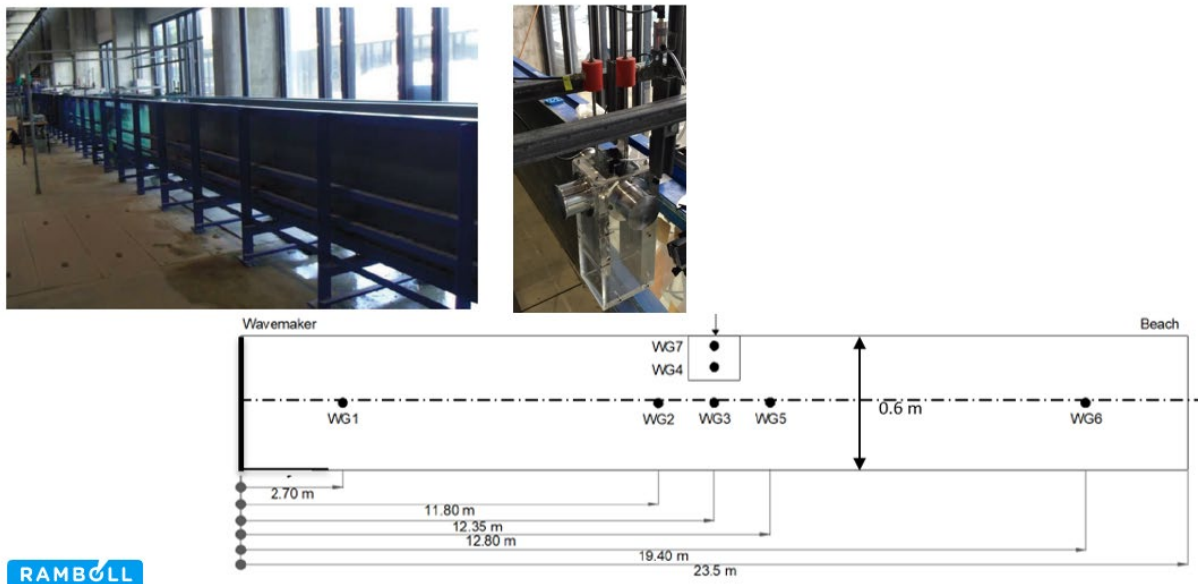 Wavemaker
Beach
WG7
WG4
0.6 m
WG1
WG2
WG3
WG5
WG6
2.70 m
11.80 m
12.35 m
12.80 m
19.40 m
23.5 m
RAMBOLL